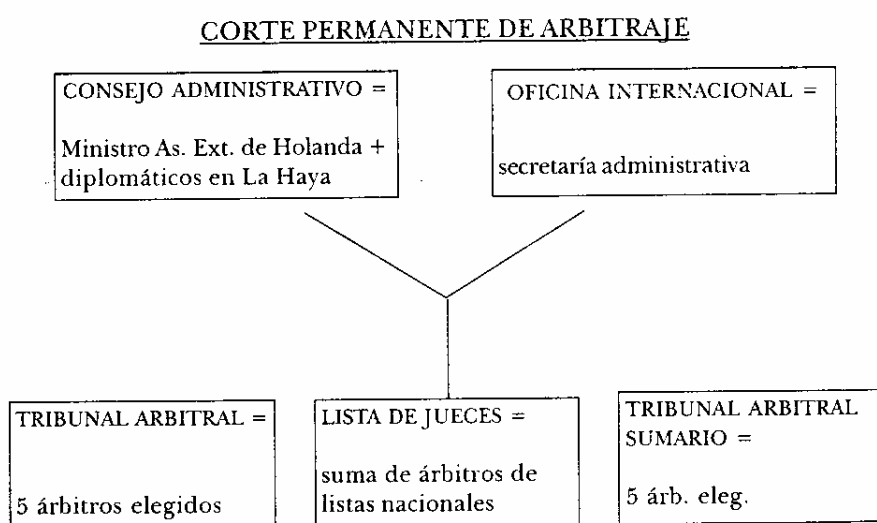 CORTE PERMANENTE DE ARBITRAJE
CONSEJO ADMINISTRATIVO =
Ministro As. Ext. de Holanda +
diplomáticos en La Haya
OFICINA INTERNACIONAL =
secretaría administrativa
TRIBUNAL ARBITRAL =
5 árbitros elegidos
LISTA DE JUECES =
suma de árbitros de
listas nacionales
TRIBUNAL ARBITRAL
SUMARIO =
5 árb. eleg.